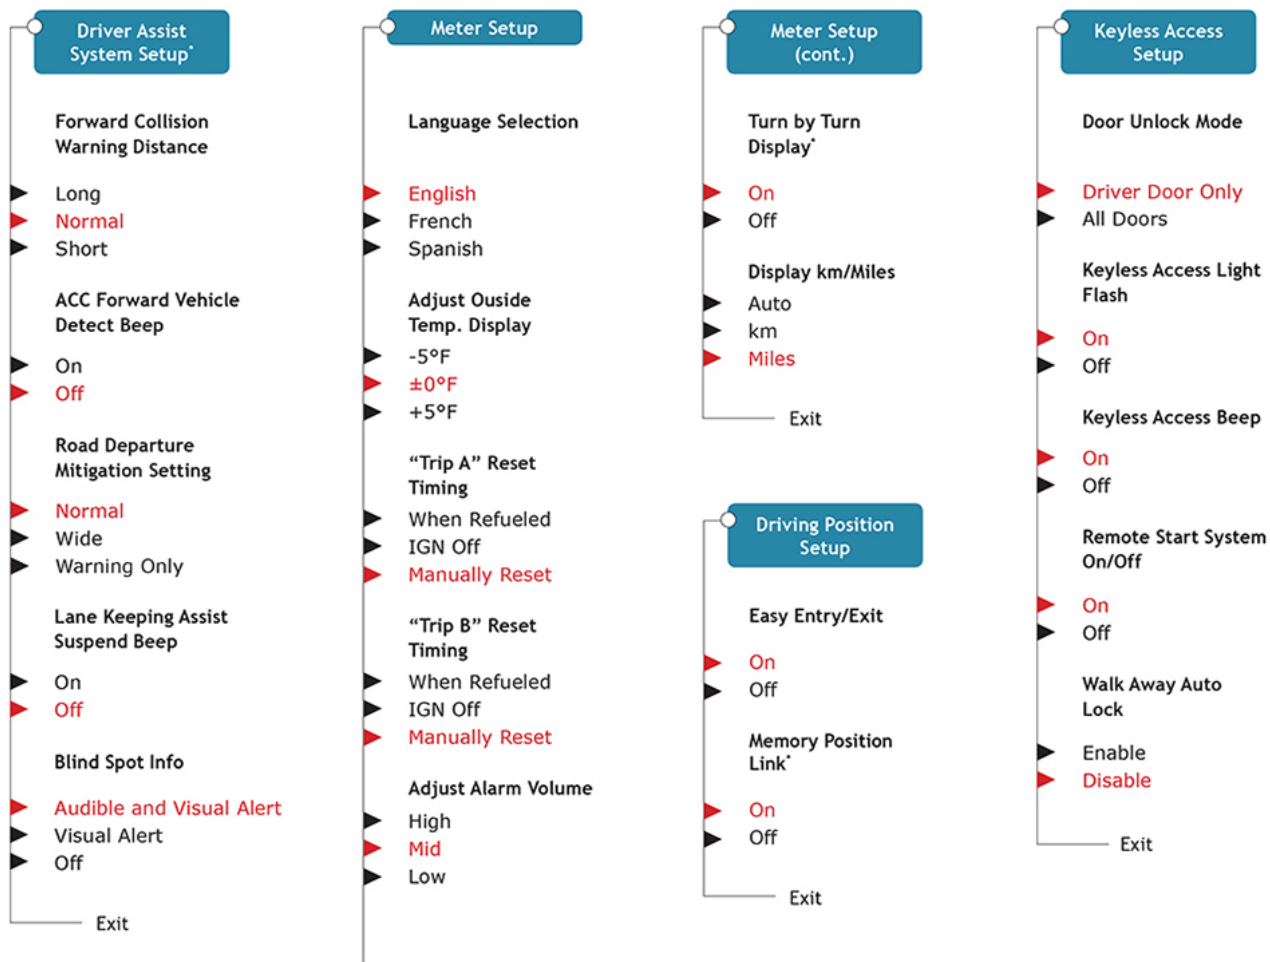 Driver Assist
System Setup*
Forward Collision
Warning Distance
Long
Normal
Short
ACC Forward Vehicle
Detect Beep
On
Off
Road Departure
Mitigation Setting
Normal
Wide
Warning Only
Lane Keeping Assist
Suspend Beep
On
Off
Blind Spot Info
Audible and Visual Alert
Visual Alert
Off
Exit
Meter Setup
Language Selection
English
French
Spanish
Adjust Ouside
Temp. Display
-5°F
±0°F
+5°F
“Trip A” Reset
Timing
When Refueled
IGN Off
Manually Reset
“Trip B” Reset
Timing
When Refueled
IGN Off
Manually Reset
Adjust Alarm Volume
High
Mid
Low
Meter Setup
(cont.)
Turn by Turn
Display*
On
Off
Display km/Miles
Auto
km
Miles
Exit
Driving Position
Setup
Easy Entry/Exit
On
Off
Memory Position
Link*
On
Off
Exit
Keyless Access
Setup
Door Unlock Mode
Driver Door Only
All Doors
Keyless Access Light
Flash
On
Off
Keyless Access Beep
On
Off
Remote Start System
On/Off
On
Off
Walk Away Auto
Lock
Enable
Disable
Exit